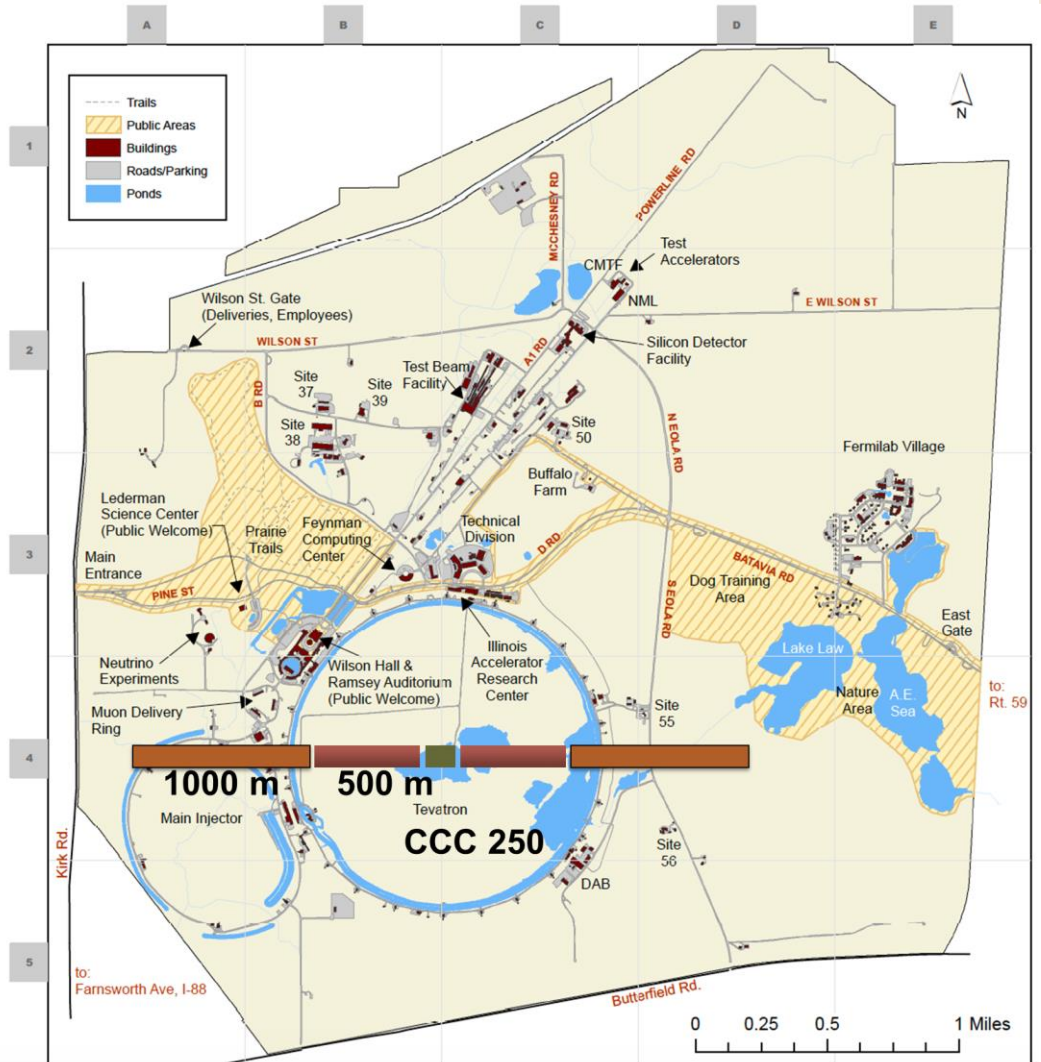 A B C D E
1
2
3
4
5
Trails
Public Areas
Buildings
Roads/Parking
Ponds
N
POWERLINE RD
MCCHESNEY RD
Test
Accelerators
CMTF
NML
Wilson St. Gate
(Deliveries, Employees)
E WILSON ST
WILSON ST
A1 RD
Silicon Detector
Facility
Test Beam
Facility
B RD
Site
37
Site
39
Site
38
Site
50
N EOLA RD
Fermilab Village
Buffalo
Farm
Lederman
Science Center
(Public Welcome)
Prairie
Trails
Feynman
Computing
Center
Technical
Division
D RD
Main
Entrance
PINE ST
BATAVIA RD
Dog Training
Area
S EOLA RD
East
Gate
Neutrino
Experiments
Wilson Hall &
Ramsey Auditorium
(Public Welcome)
Illinois
Accelerator
Research
Center
Lake Law
Nature
Area
A.E.
Sea
to:
Rt. 59
Muon Delivery
Ring
Site
55
1000 m
500 m
Main Injector
Tevatron
CCC 250
Site
56
DAB
Kirk Rd.
to:
Farnsworth Ave, I-88
Butterfield Rd.
0 0.25 0.5 1 Miles